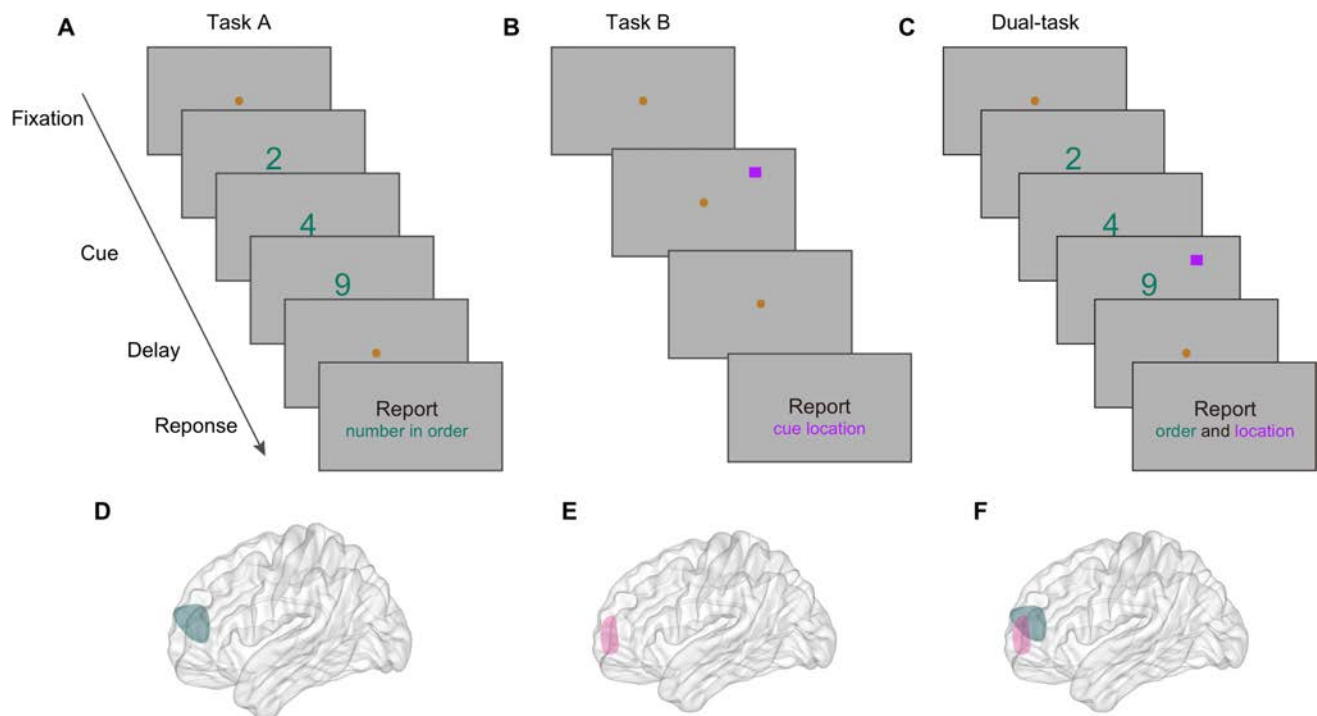 A
Task A
B
Task B
C
Dual-task
Fixation
Cue
Delay
Reponse
2
4
9
Report
number in order
Report
cue location
2
4
9
Report
order and location
D
E
F